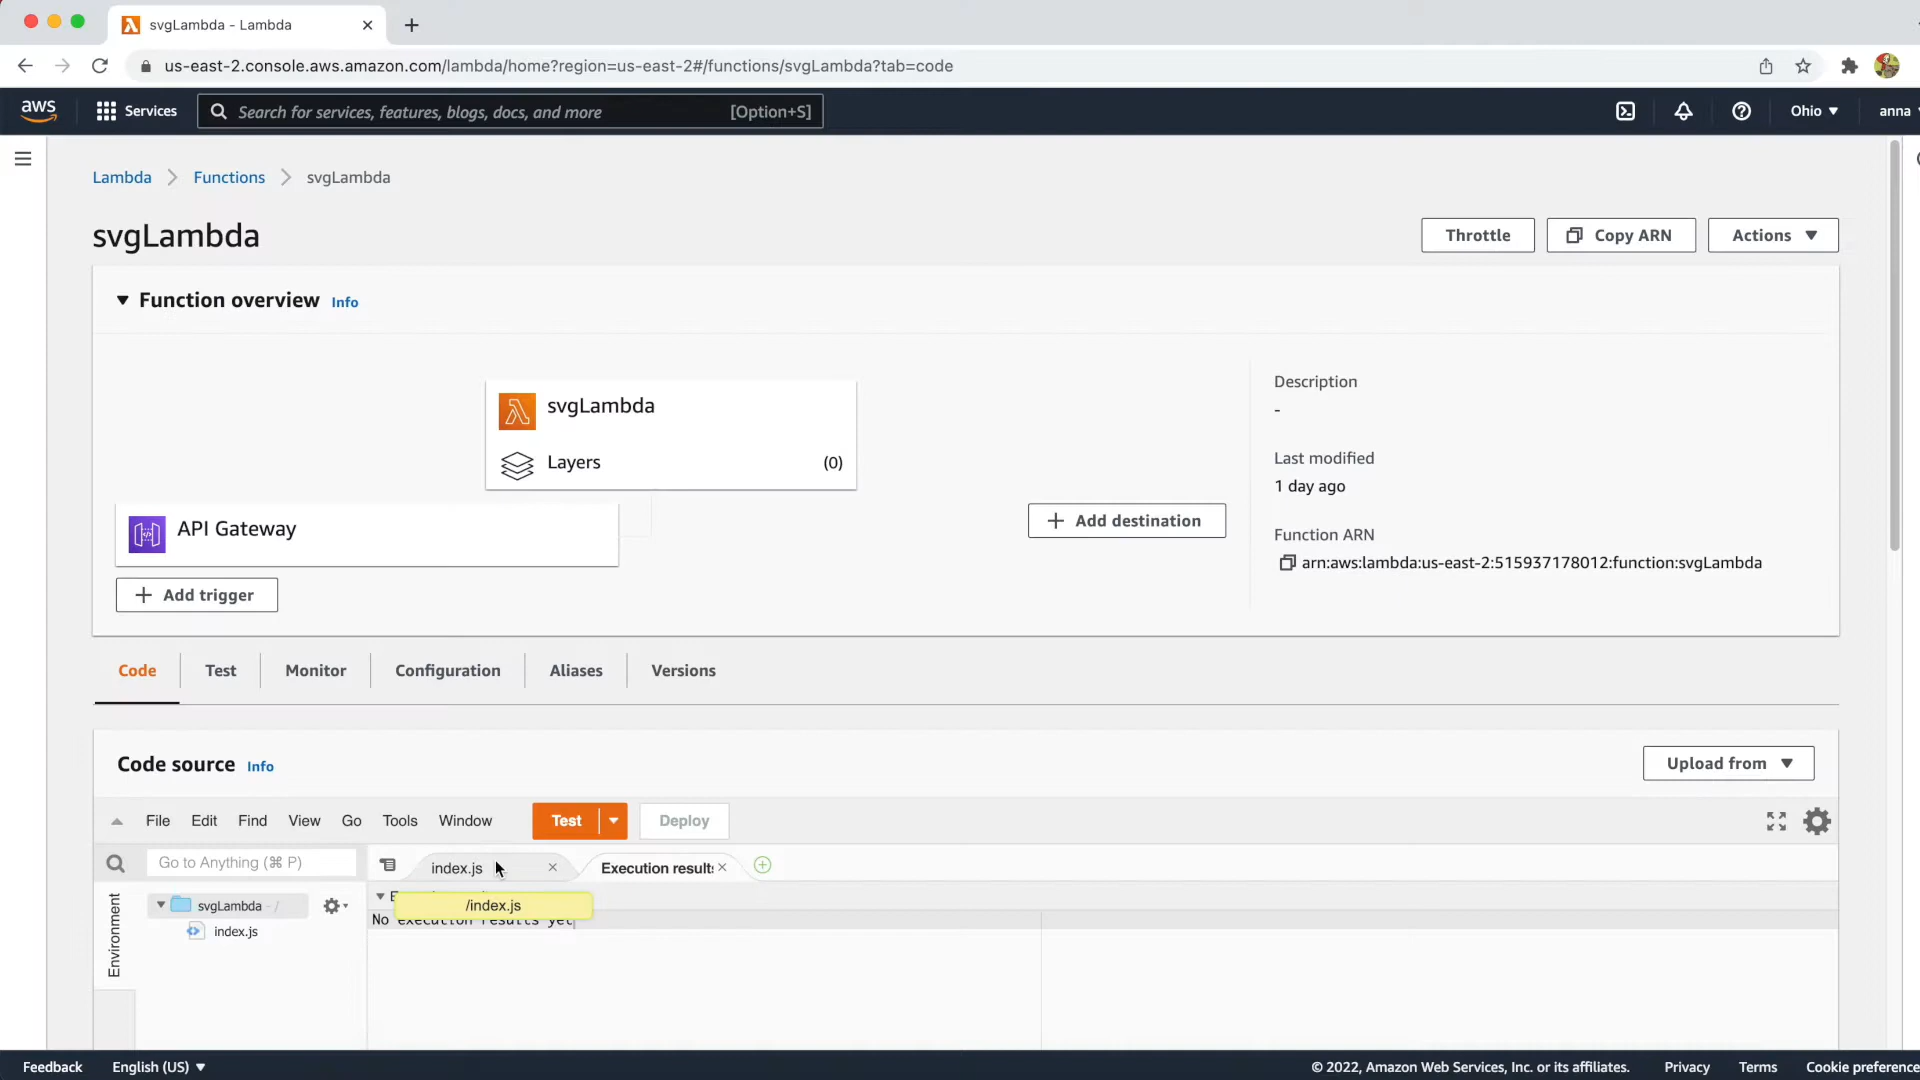 svgLambda - Lambda
us-east-2.console.aws.amazon.com/lambda/home?region=us-east-2#/functions/svgLambda?tab=code
aws
Services
Search for services, features, blogs, docs, and more
[Option+S]
Ohio
anna
Lambda
Functions
svgLambda
svgLambda
Throttle
Copy ARN
Actions
Function overview
Info
svgLambda
Layers
(0)
API Gateway
Add destination
Add trigger
Description
-
Last modified
1 day ago
Function ARN
arn:aws:lambda:us-east-2:515937178012:function:svgLambda
Code
Test
Monitor
Configuration
Aliases
Versions
Code source
Info
Upload from
File
Edit
Find
View
Go
Tools
Window
Test
Deploy
Go to Anything (⌘ P)
index.js
Execution result:
/index.js
No execution results yet
Environment
svgLambda - /
index.js
Feedback
English (US)
© 2022, Amazon Web Services, Inc. or its affiliates.
Privacy
Terms
Cookie preference